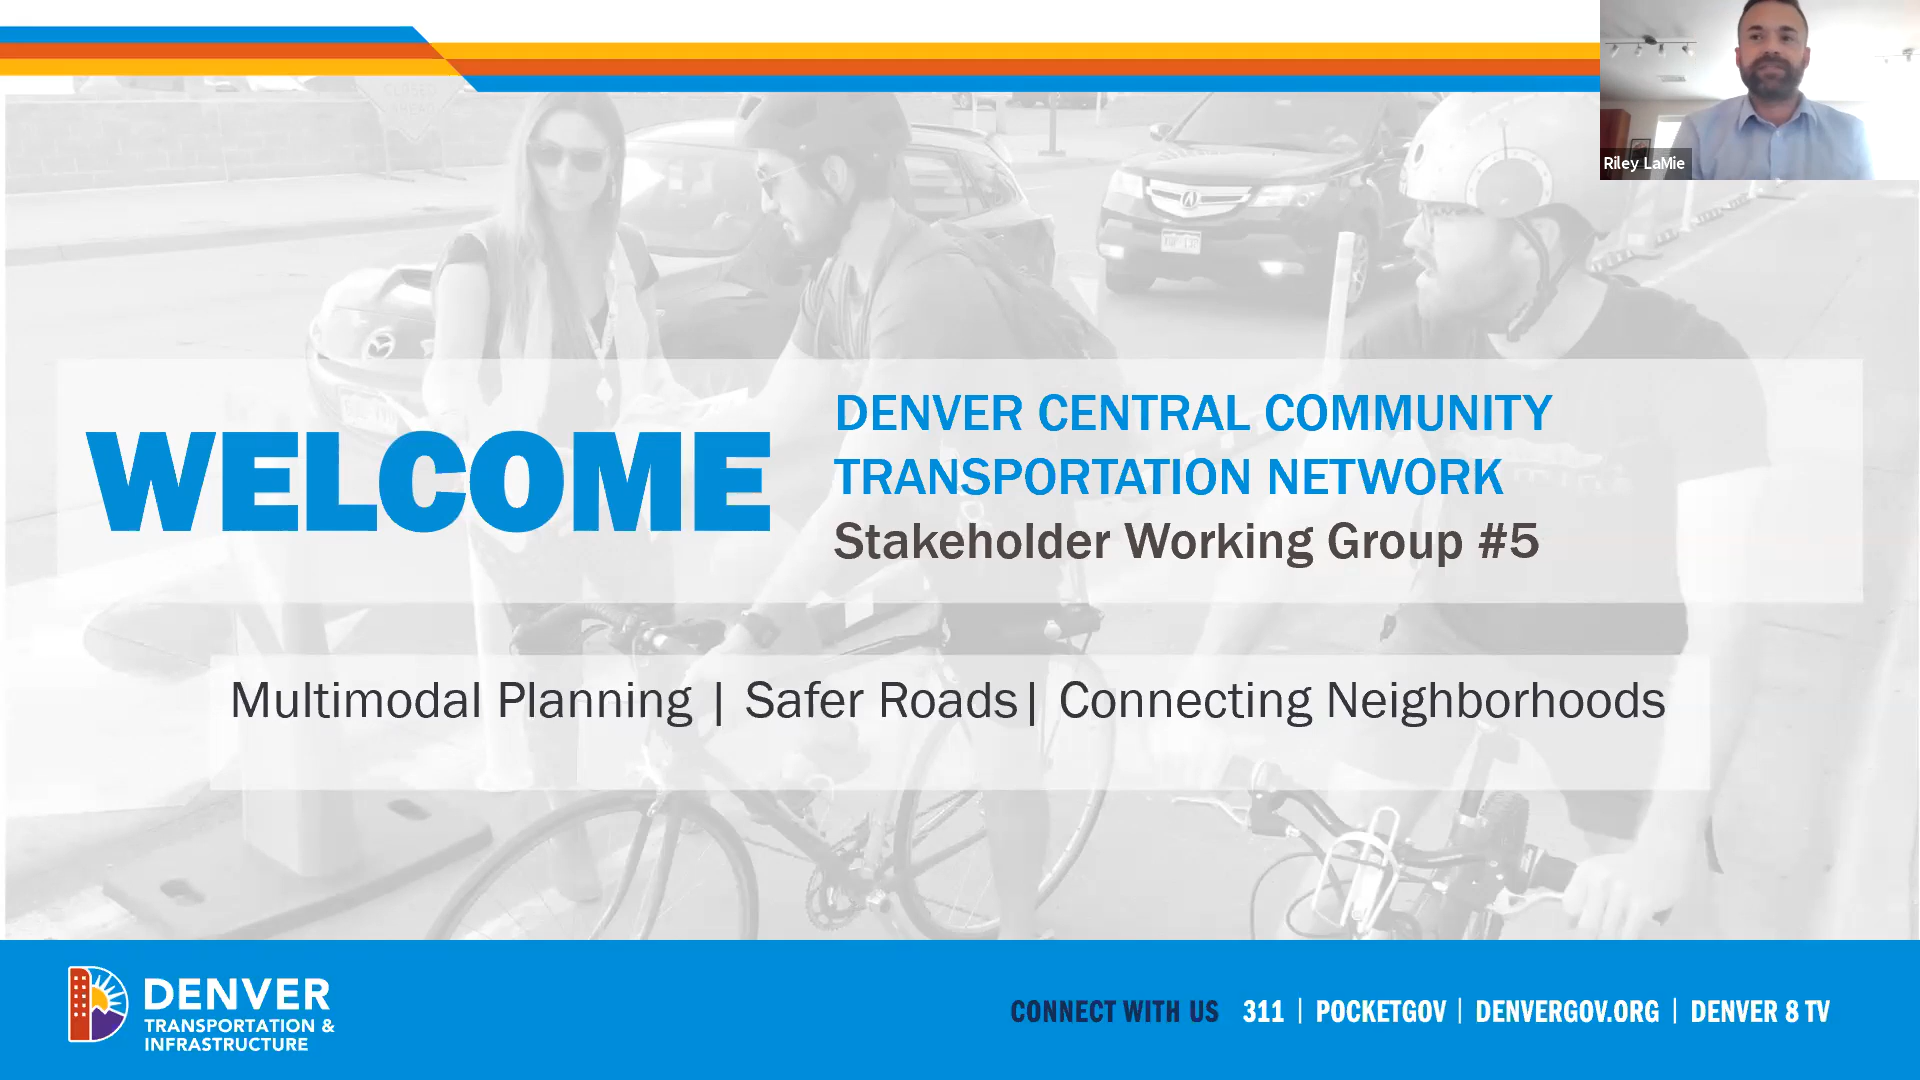 Riley LaMie
WELCOME
DENVER CENTRAL COMMUNITY
TRANSPORTATION NETWORK
Stakeholder Working Group #5
Multimodal Planning | Safer Roads| Connecting Neighborhoods
DENVER
TRANSPORTATION &
INFRASTRUCTURE
CONNECT WITH US 311 | POCKETGOV | DENVERGOV.ORG | DENVER 8 TV